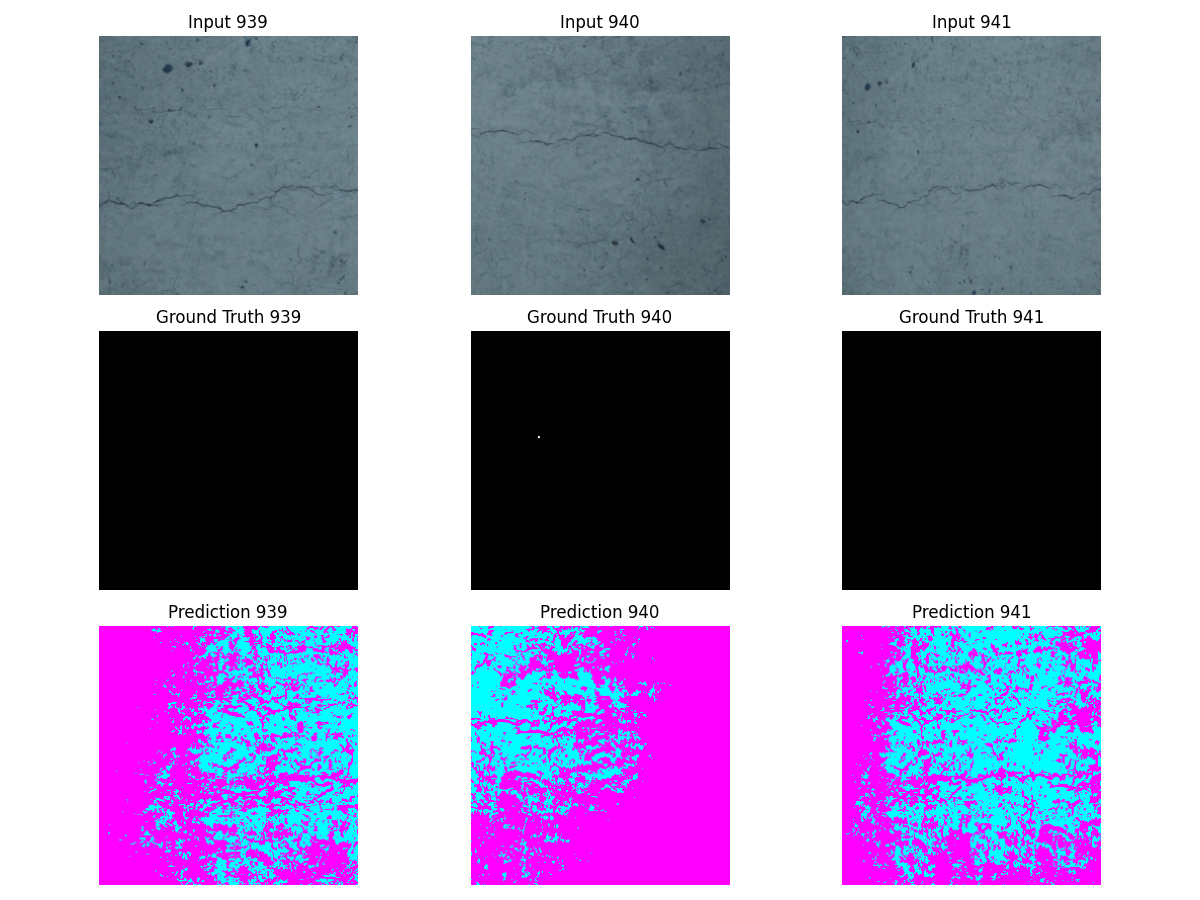 Input 939
Input 940
Input 941
Ground Truth 939
Ground Truth 940
Ground Truth 941
Prediction 939
Prediction 940
Prediction 941